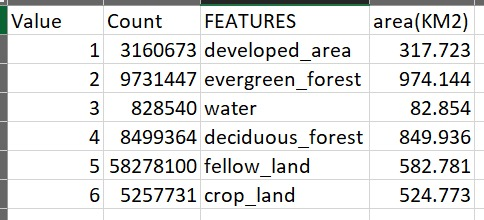 Value Count FEATURES area(KM2)
1 3160673 developed_area 317.723
2 9731447 evergreen_forest 974.144
3 828540 water 82.854
4 8499364 deciduous_forest 849.936
5 58278100 fellow_land 582.781
6 5257731 crop_land 524.773